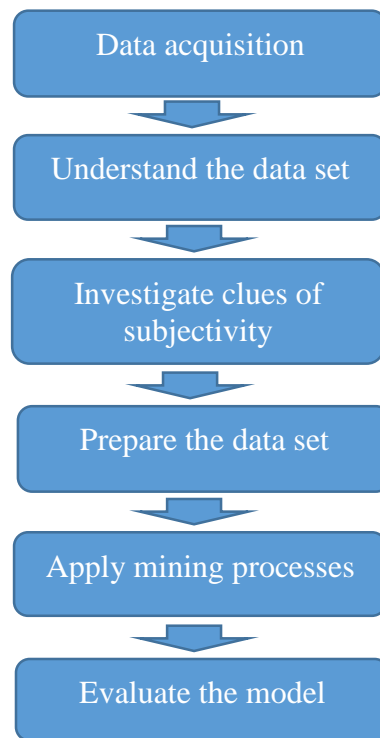 Data acquisition
Understand the data set
Investigate clues of
subjectivity
Prepare the data set
Apply mining processes
Evaluate the model